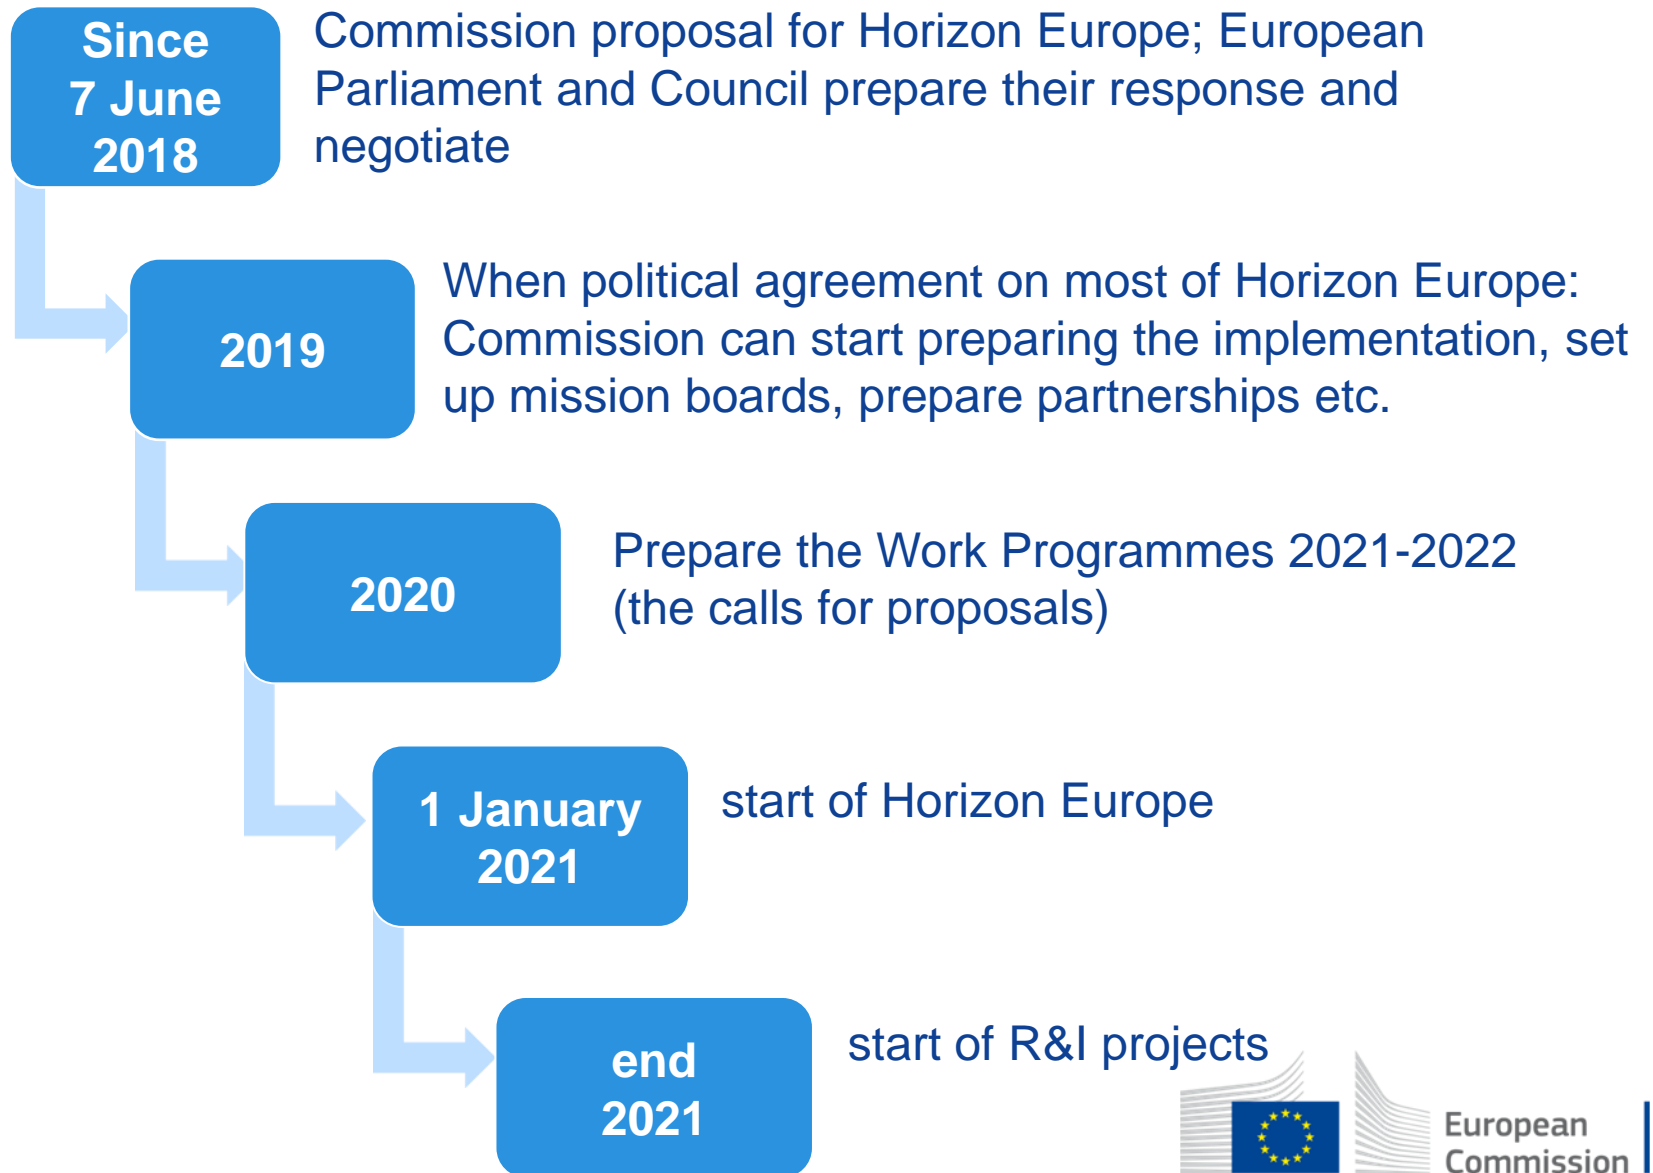 Since
7 June
2018
Commission proposal for Horizon Europe; European
Parliament and Council prepare their response and
negotiate
2019
When political agreement on most of Horizon Europe:
Commission can start preparing the implementation, set
up mission boards, prepare partnerships etc.
2020
Prepare the Work Programmes 2021-2022
(the calls for proposals)
1 January
2021
start of Horizon Europe
end
2021
start of R&I projects
European
Commission